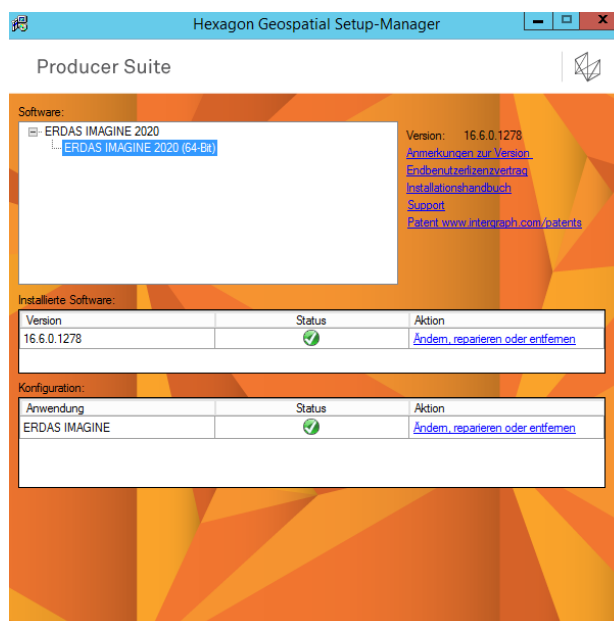 Hexagon Geospatial Setup-Manager
Producer Suite
Software:
ERDAS IMAGINE 2020
ERDAS IMAGINE 2020 (64-Bit)
Version: 16.6.0.1278
Anmerkungen zur Version
Endbenutzerlizenzvertrag
Installationshandbuch
Support
Patent www.intergraph.com/patents
Installierte Software:
Version Status Aktion
16.6.0.1278 Ändern, reparieren oder entfernen
Konfiguration:
Anwendung Status Aktion
ERDAS IMAGINE Ändern, reparieren oder entfernen